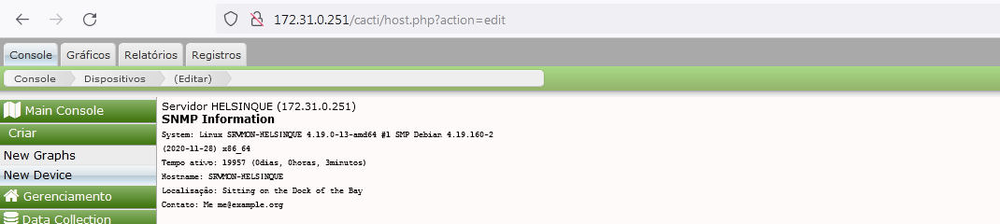 172.31.0.251/cacti/host.php?action=edit
Console Gráficos Relatórios Registros
Console Dispositivos (Editar)
Main Console
Criar
New Graphs
New Device
Gerenciamento
Data Collection
Servidor HELSINQUE (172.31.0.251)
SNMP Information
System: Linux SRVMON-HELSINQUE 4.19.0-13-amd64 #1 SMP Debian 4.19.160-2
(2020-11-28) x86_64
Tempo ativo: 19957 (0dias, 0horas, 3minutos)
Hostname: SRVMON-HELSINQUE
Localização: Sitting on the Dock of the Bay
Contato: Me me@example.org